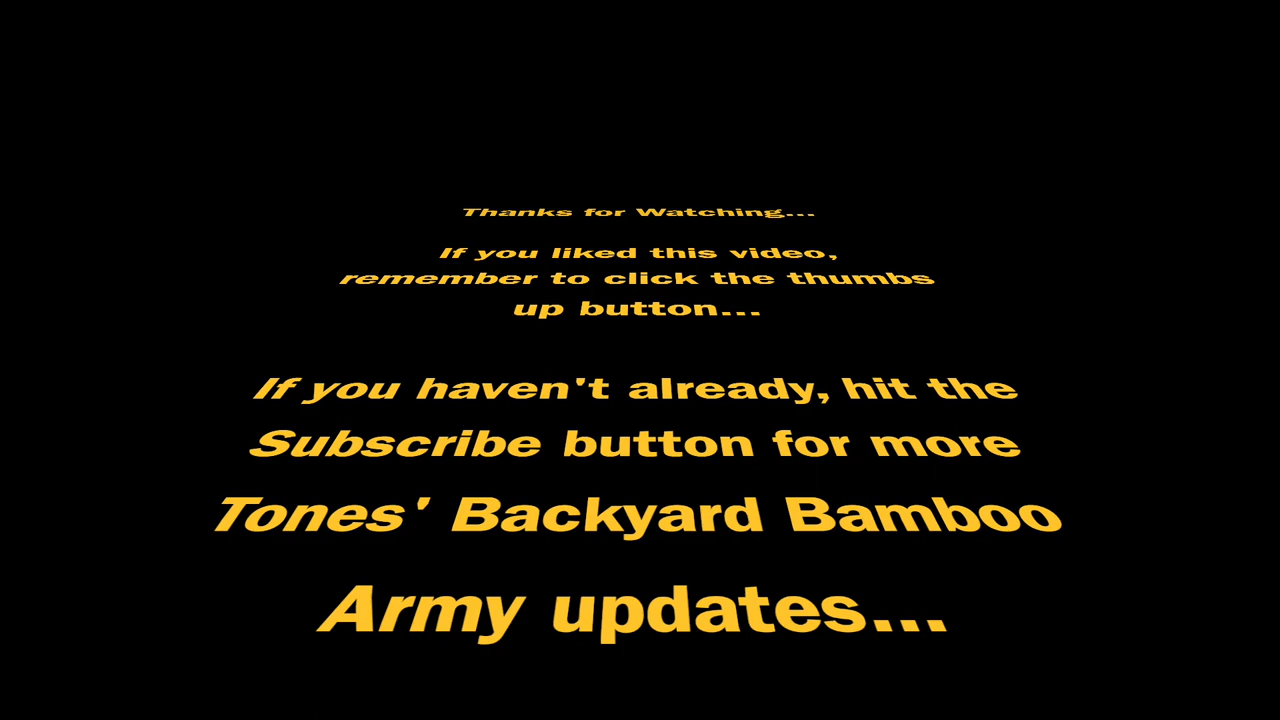 Thanks for Watching...
If you liked this video,
remember to click the thumbs
up button...
If you haven't already, hit the
Subscribe button for more
Tones' Backyard Bamboo
Army updates...